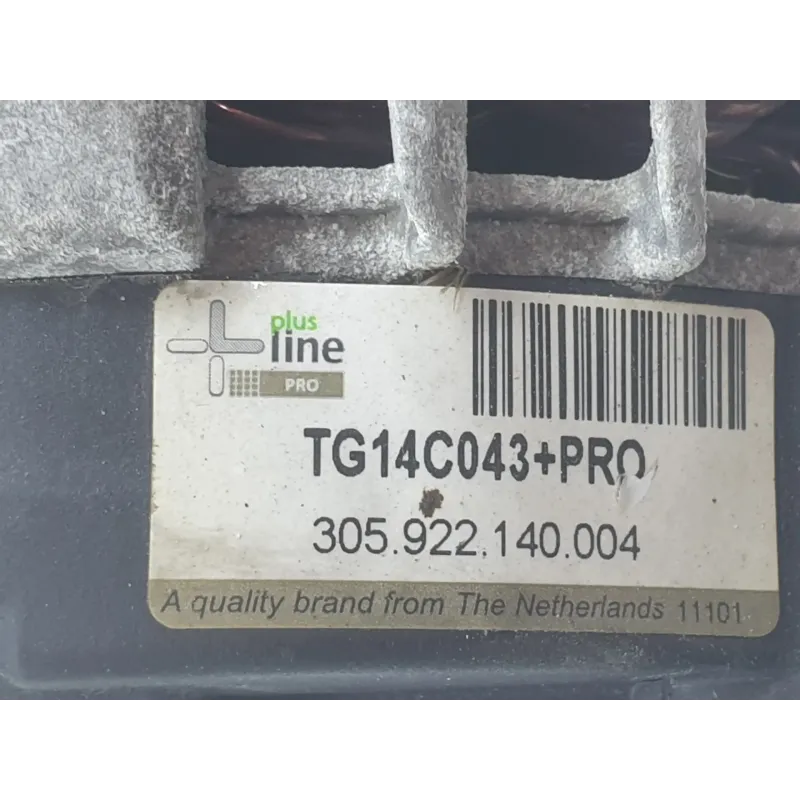 plus
line
PRO
TG14C043+PRO
305.922.140.004
A quality brand from The Netherlands 11101